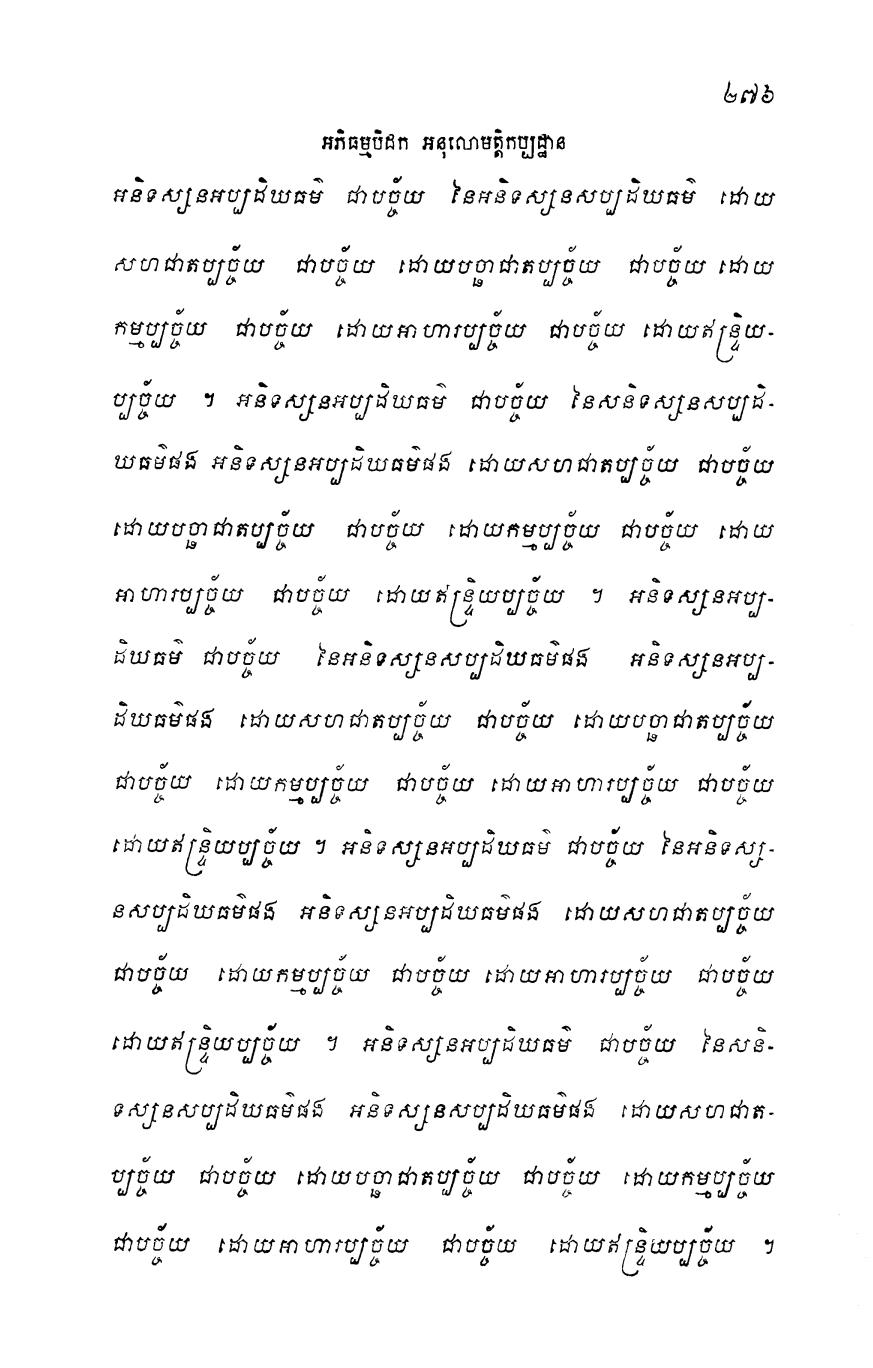 ២៧៦
អភិធម្មបិដក អនុលោមត្តិកប្បដ្ឋាន
អនិទស្សនអប្បដិឃធម៌ ជាបច្ច័យ នៃអនិទស្សនសប្បដិឃធម៌ ដោយ
សហជាតប្បច្ច័យ ជាបច្ច័យ ដោយបច្ឆាជាតប្បច្ច័យ ជាបច្ច័យ ដោយ
កម្មប្បច្ច័យ ជាបច្ច័យ ដោយអាហារប្បច្ច័យ ជាបច្ច័យ ដោយឥន្ទ្រិយ-
ប្បច្ច័យ ។ អនិទស្សនអប្បដិឃធម៌ ជាបច្ច័យ នៃសនិទស្សនសប្បដិ-
ឃធម៌ផង អនិទស្សនអប្បដិឃធម៌ផង ដោយសហជាតប្បច្ច័យ ជាបច្ច័យ
ដោយបច្ឆាជាតប្បច្ច័យ ជាបច្ច័យ ដោយកម្មប្បច្ច័យ ជាបច្ច័យ ដោយ
អាហារប្បច្ច័យ ជាបច្ច័យ ដោយឥន្ទ្រិយប្បច្ច័យ ។ អនិទស្សនអប្ប-
ដិឃធម៌ ជាបច្ច័យ នៃអនិទស្សនសប្បដិឃធម៌ផង អនិទស្សនអប្ប-
ដិឃធម៌ផង ដោយសហជាតប្បច្ច័យ ជាបច្ច័យ ដោយបច្ឆាជាតប្បច្ច័យ
ជាបច្ច័យ ដោយកម្មប្បច្ច័យ ជាបច្ច័យ ដោយអាហារប្បច្ច័យ ជាបច្ច័យ
ដោយឥន្ទ្រិយប្បច្ច័យ ។ អនិទស្សនអប្បដិឃធម៌ ជាបច្ច័យ នៃអនិទស្ស-
នសប្បដិឃធម៌ផង អនិទស្សនអប្បដិឃធម៌ផង ដោយសហជាតប្បច្ច័យ
ជាបច្ច័យ ដោយកម្មប្បច្ច័យ ជាបច្ច័យ ដោយអាហារប្បច្ច័យ ជាបច្ច័យ
ដោយឥន្ទ្រិយប្បច្ច័យ ។ អនិទស្សនអប្បដិឃធម៌ ជាបច្ច័យ នៃសនិ-
ទស្សនសប្បដិឃធម៌ផង អនិទស្សនសប្បដិឃធម៌ផង ដោយសហជាត-
ប្បច្ច័យ ជាបច្ច័យ ដោយបច្ឆាជាតប្បច្ច័យ ជាបច្ច័យ ដោយកម្មប្បច្ច័យ
ជាបច្ច័យ ដោយអាហារប្បច្ច័យ ជាបច្ច័យ ដោយឥន្ទ្រិយប្បច្ច័យ ។